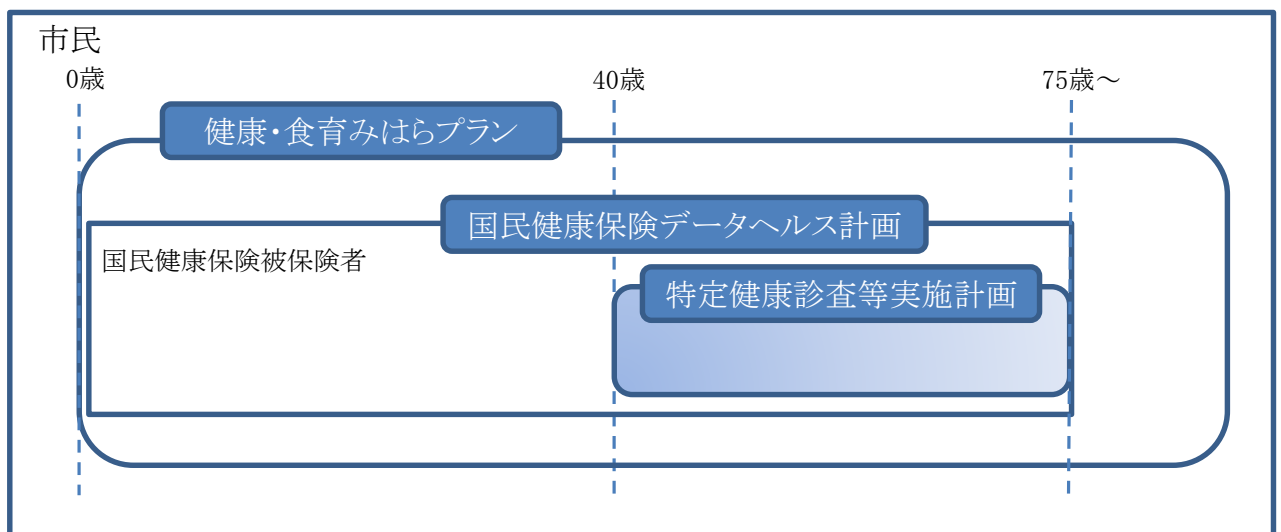 市民
0歳
40歳
75歳～
健康・食育みはらプラン
国民健康保険データヘルス計画
国民健康保険被保険者
特定健康診査等実施計画